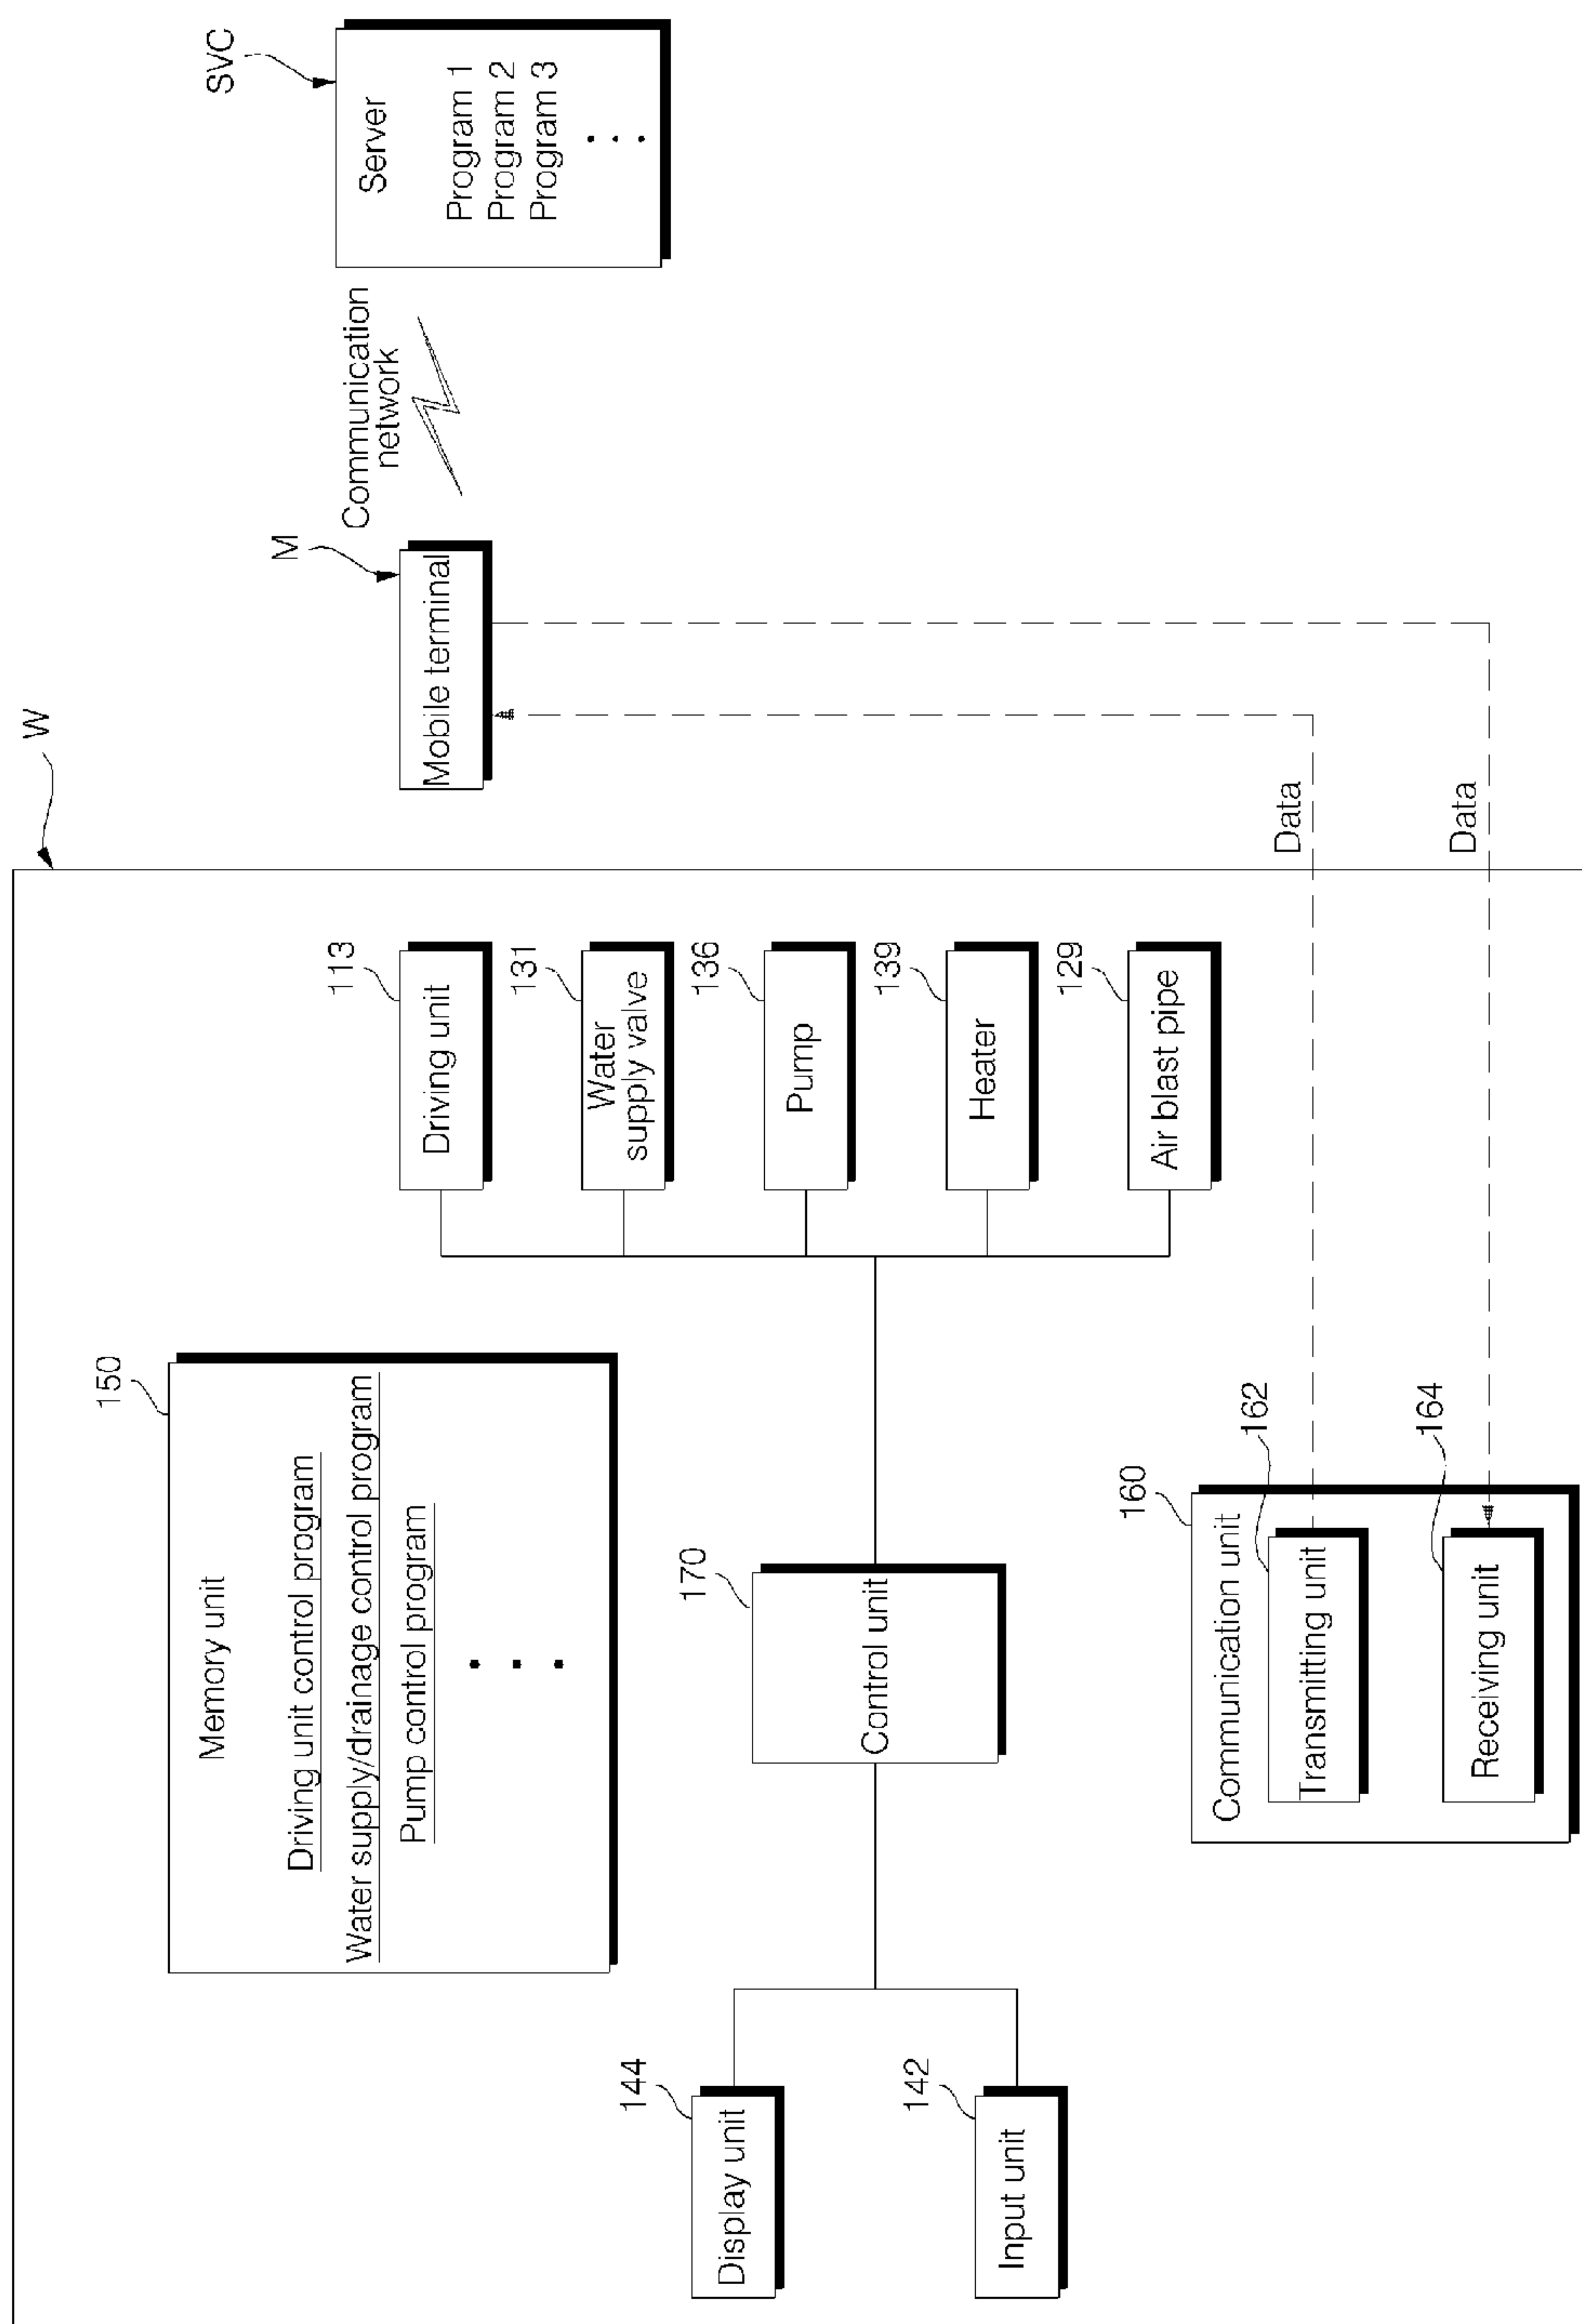 W
150
Memory unit
Driving unit control program
Water supply/drainage control program
Pump control program
144
Display unit
142
Input unit
170
Control unit
113
Driving unit
131
Water
supply valve
136
Pump
139
Heater
129
Air blast pipe
160
Communication unit
162
Transmitting unit
164
Receiving unit
Data
Data
M
Mobile terminal
Communication
network
SVC
Server
Program 1
Program 2
Program 3